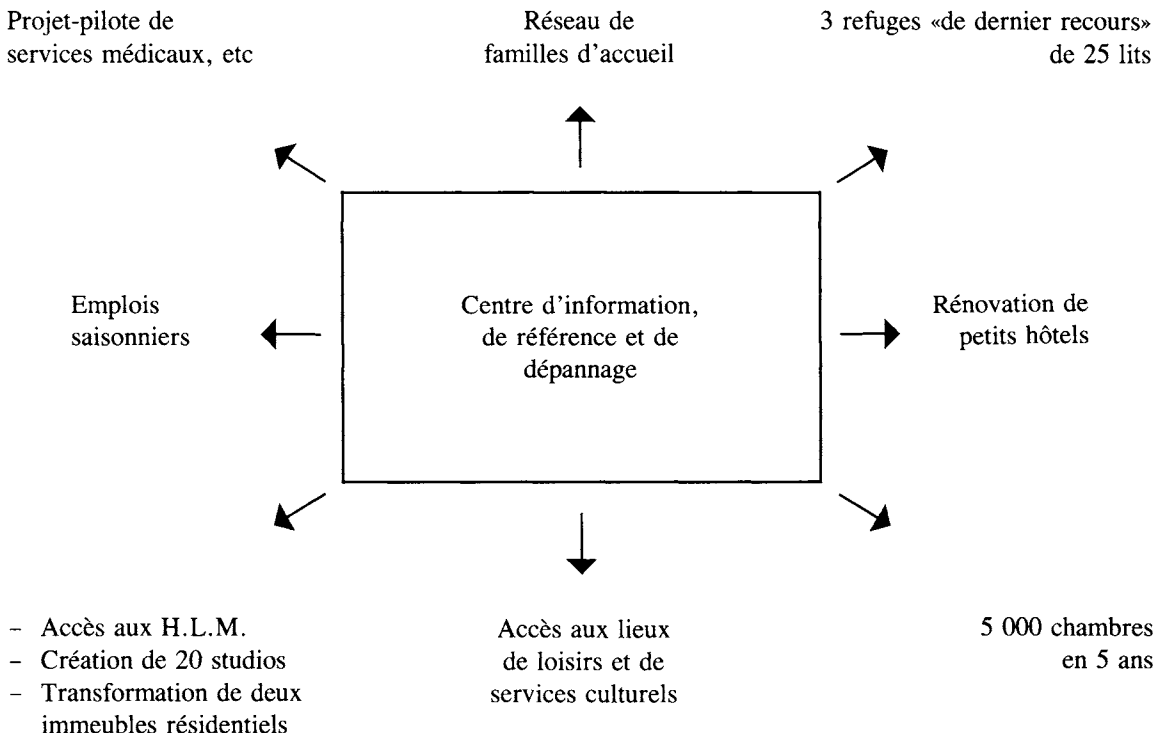 Projet-pilote de
services médicaux, etc
Réseau de
familles d'accueil
3 refuges «de dernier recours»
de 25 lits
Emplois
saisonniers
Centre d'information,
de référence et de
dépannage
Rénovation de
petits hôtels
– Accès aux H.L.M.
– Création de 20 studios
– Transformation de deux
immeubles résidentiels
Accès aux lieux
de loisirs et de
services culturels
5 000 chambres
en 5 ans